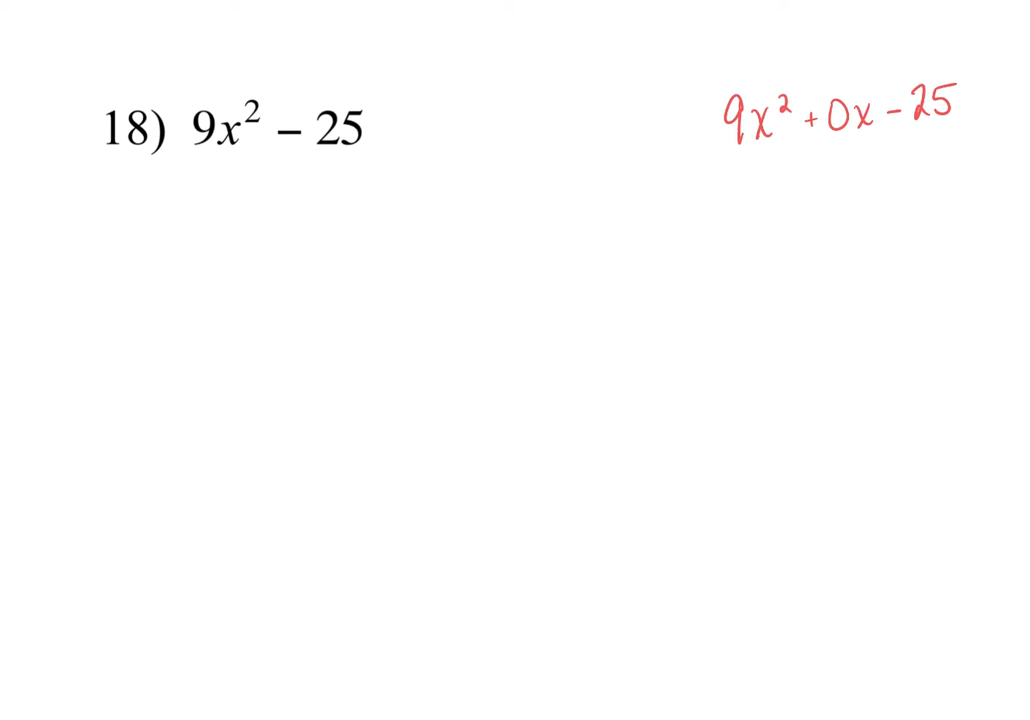 18) 9x² – 25
9x² + 0x – 25